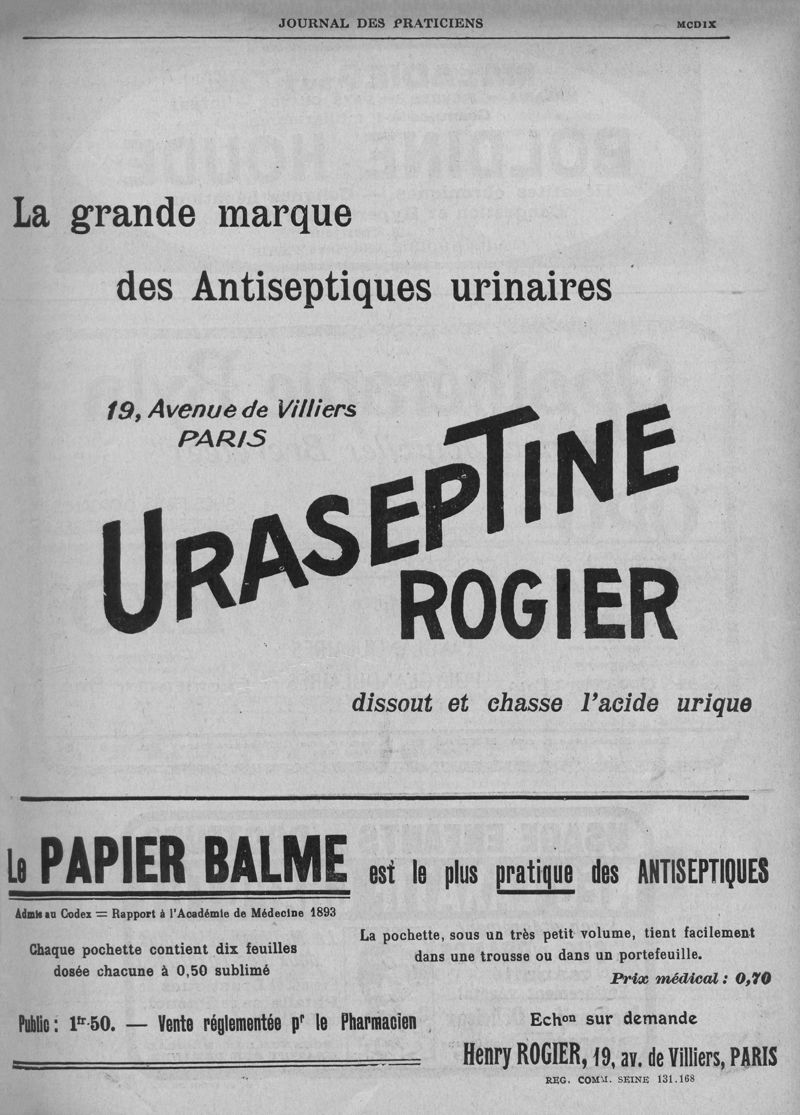 JOURNAL DES PRATICIENS MCDIX
La grande marque
des Antiseptiques urinaires
19, Avenue de Villiers
PARIS
URASEPTINE
ROGIER
dissout et chasse l'acide urique
Le PAPIER BALME est le plus pratique des ANTISEPTIQUES
Admis au Codex = Rapport à l'Académie de Médecine 1893
Chaque pochette contient dix feuilles
dosée chacune à 0,50 sublimé
La pochette, sous un très petit volume, tient facilement
dans une trousse ou dans un portefeuille.
Prix médical : 0,70
Public : 1fr.50. — Vente réglementée pr le Pharmacien
Echon sur demande
Henry ROGIER, 19, av. de Villiers, PARIS
REG. COMM. SEINE 131.168